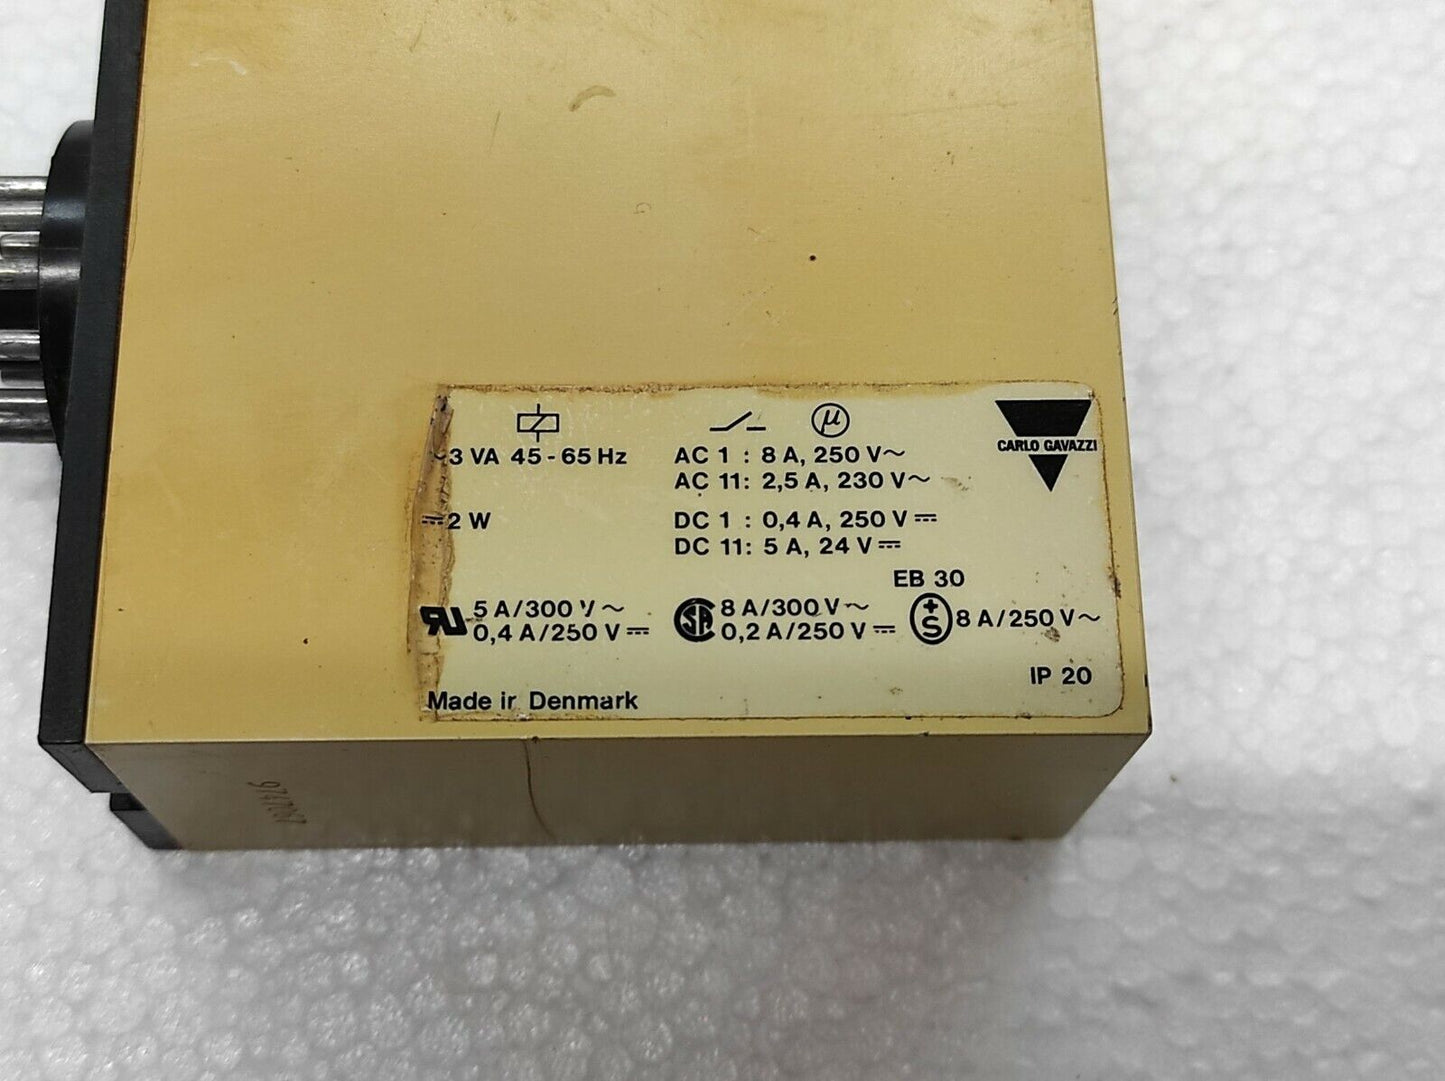 μ
CARLO GAVAZZI
~3 VA 45-65 Hz
AC 1 : 8 A, 250 V~
AC 11: 2,5 A, 230 V~
⎓2 W
DC 1 : 0,4 A, 250 V⎓
DC 11: 5 A, 24 V⎓
EB 30
5 A/300 V~
0,4 A/250 V⎓
SA
8 A/300 V~
0,2 A/250 V⎓
+
S
8 A/250 V~
IP 20
Made in Denmark